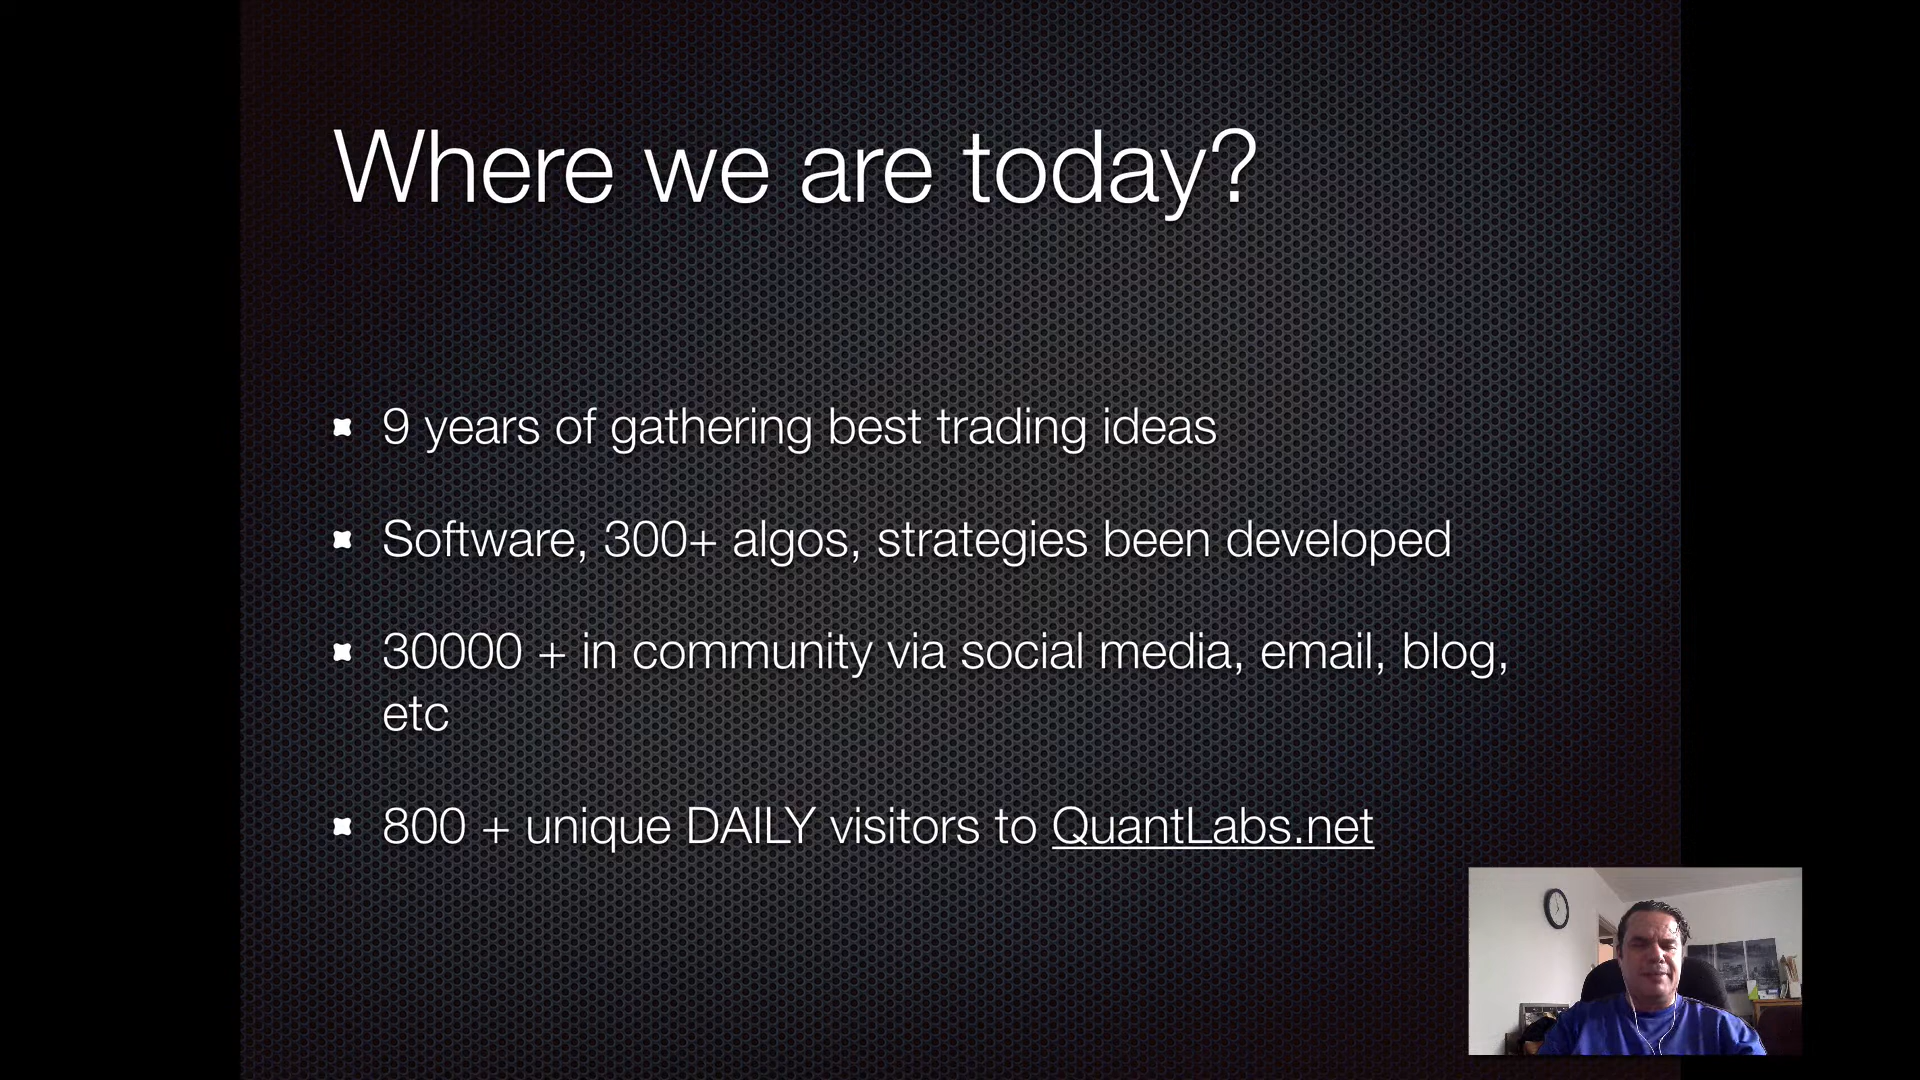 Where we are today?
9 years of gathering best trading ideas
Software, 300+ algos, strategies been developed
30000 + in community via social media, email, blog,
etc
800 + unique DAILY visitors to QuantLabs.net